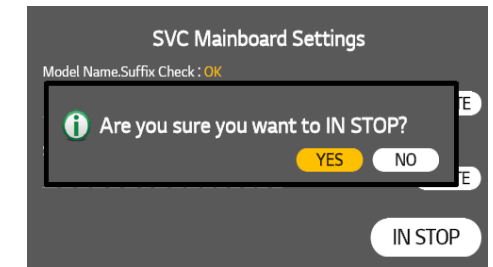 SVC Mainboard Settings
Model Name.Suffix Check : OK
Are you sure you want to IN STOP?
YES NO
IN STOP